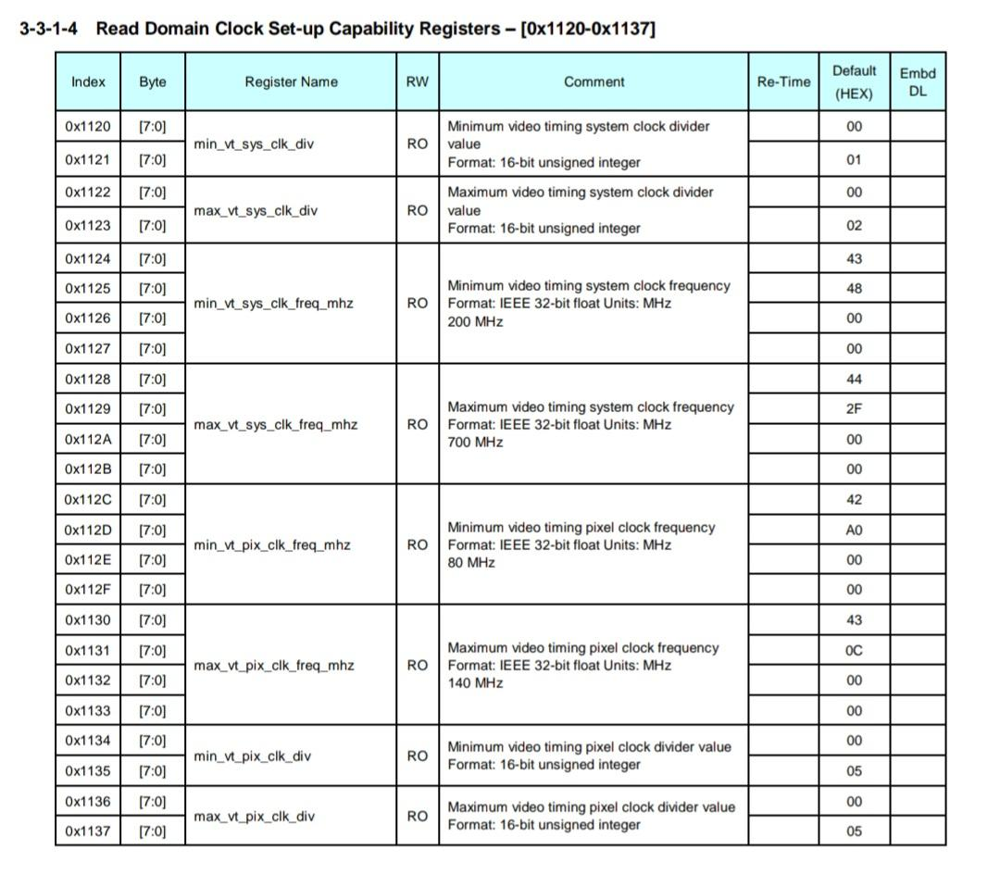 3-3-1-4 Read Domain Clock Set-up Capability Registers – [0x1120-0x1137]
Index Byte Register Name RW Comment Re-Time Default (HEX) Embd DL
0x1120 [7:0] min_vt_sys_clk_div RO Minimum video timing system clock divider 00
value
0x1121 [7:0] Format: 16-bit unsigned integer 01
0x1122 [7:0] max_vt_sys_clk_div RO Maximum video timing system clock divider 00
value
0x1123 [7:0] Format: 16-bit unsigned integer 02
0x1124 [7:0] 43
0x1125 [7:0] min_vt_sys_clk_freq_mhz RO Minimum video timing system clock frequency 48
Format: IEEE 32-bit float Units: MHz
0x1126 [7:0] 200 MHz 00
0x1127 [7:0] 00
0x1128 [7:0] 44
0x1129 [7:0] max_vt_sys_clk_freq_mhz RO Maximum video timing system clock frequency 2F
Format: IEEE 32-bit float Units: MHz
0x112A [7:0] 700 MHz 00
0x112B [7:0] 00
0x112C [7:0] 42
0x112D [7:0] min_vt_pix_clk_freq_mhz RO Minimum video timing pixel clock frequency A0
Format: IEEE 32-bit float Units: MHz
0x112E [7:0] 80 MHz 00
0x112F [7:0] 00
0x1130 [7:0] 43
0x1131 [7:0] max_vt_pix_clk_freq_mhz RO Maximum video timing pixel clock frequency 0C
Format: IEEE 32-bit float Units: MHz
0x1132 [7:0] 140 MHz 00
0x1133 [7:0] 00
0x1134 [7:0] min_vt_pix_clk_div RO Minimum video timing pixel clock divider value 00
0x1135 [7:0] Format: 16-bit unsigned integer 05
0x1136 [7:0] max_vt_pix_clk_div RO Maximum video timing pixel clock divider value 00
0x1137 [7:0] Format: 16-bit unsigned integer 05